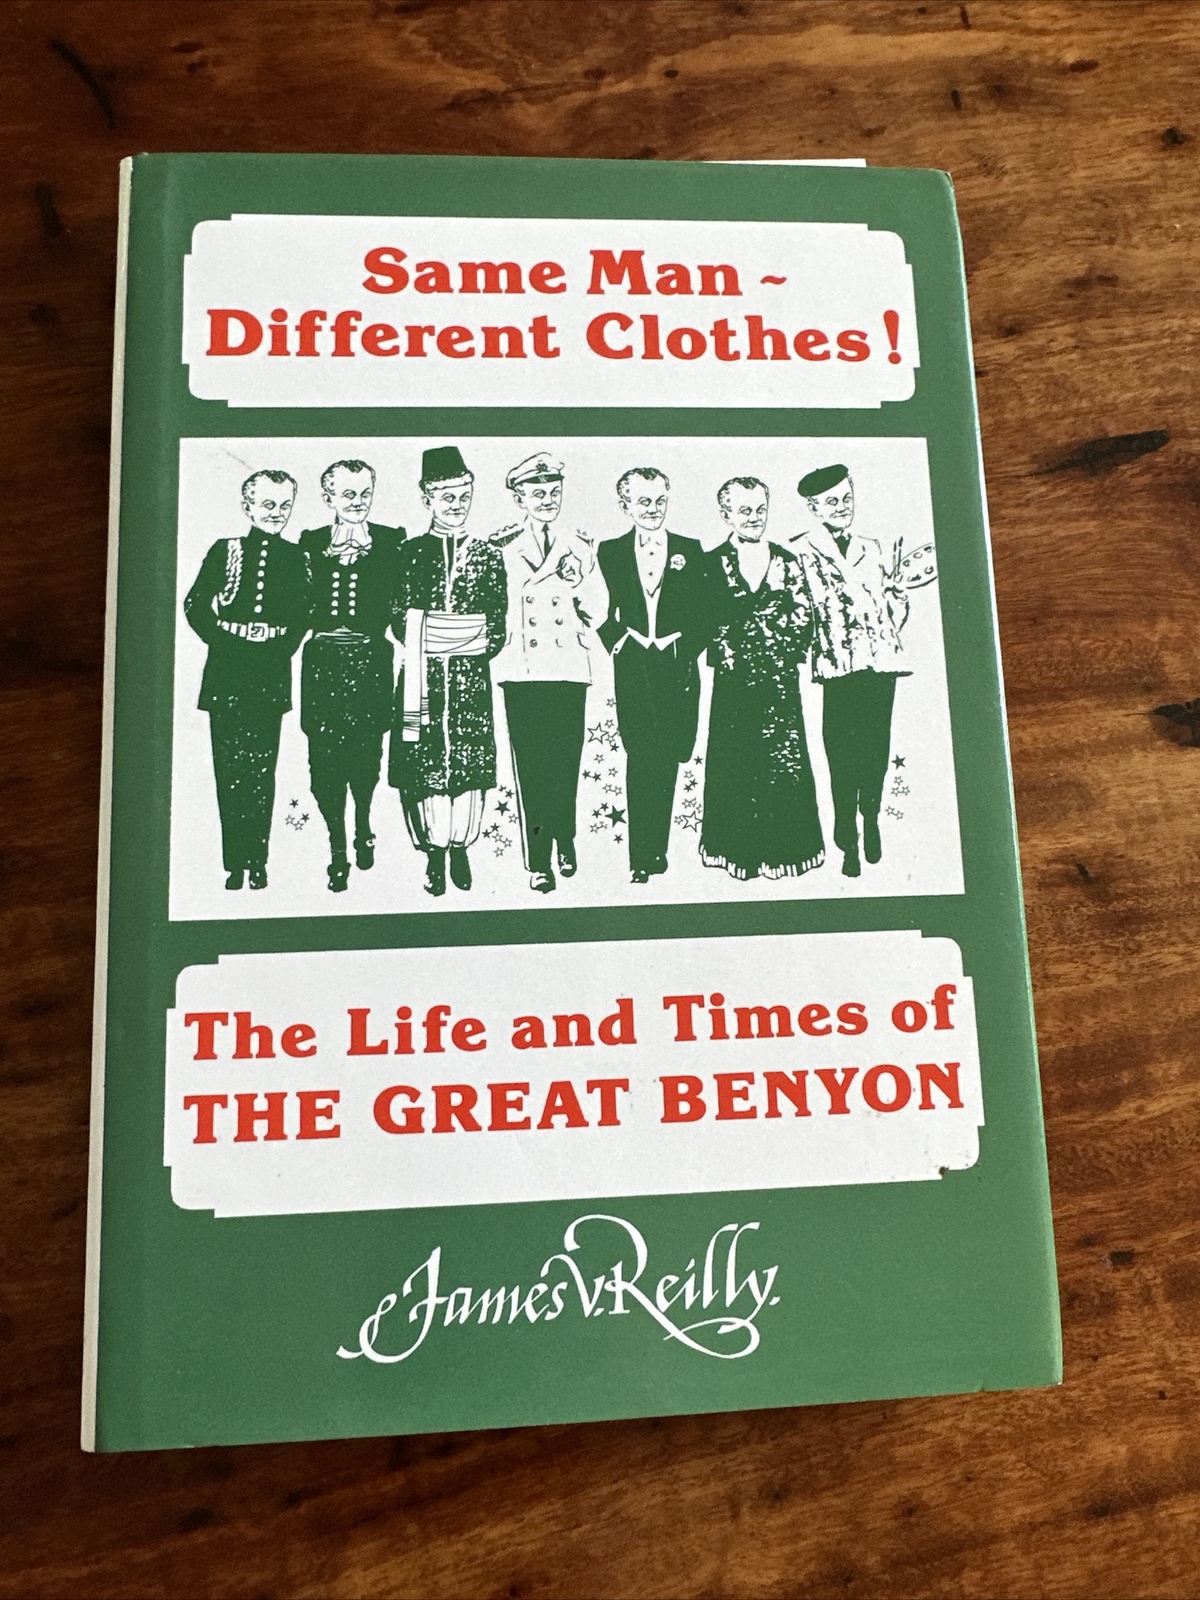 Same Man ~
Different Clothes!
The Life and Times of
THE GREAT BENYON
James V. Reilly.